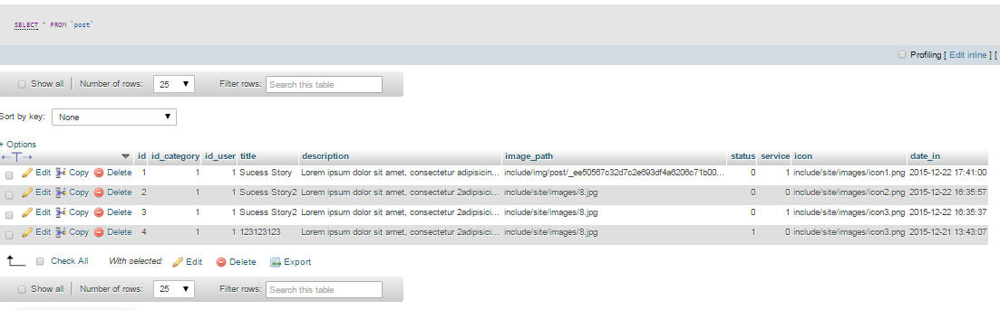 SELECT * FROM `post`
Profiling [ Edit inline ] [
Show all Number of rows: 25 Filter rows: Search this table
Sort by key: None
+ Options
←T→ id id_category id_user title description image_path status service icon date_in
Edit Copy Delete 1 1 1 Sucess Story Lorem ipsum dolor sit amet, consectetur adipisicin... include/img/post/_ee50567c32d7c2e693df4a6206c71b00... 0 1 include/site/images/icon1.png 2015-12-22 17:41:00
Edit Copy Delete 2 1 1 Sucess Story2 Lorem ipsum dolor sit amet, consectetur 2adipisici... include/site/images/8.jpg 0 0 include/site/images/icon2.png 2015-12-22 16:35:57
Edit Copy Delete 3 1 1 Sucess Story2 Lorem ipsum dolor sit amet, consectetur 2adipisici... include/site/images/8.jpg 0 1 include/site/images/icon3.png 2015-12-22 16:35:37
Edit Copy Delete 4 1 1 123123123 Lorem ipsum dolor sit amet, consectetur 2adipisici... include/site/images/8.jpg 1 0 include/site/images/icon3.png 2015-12-21 13:43:07
Check All With selected: Edit Delete Export
Show all Number of rows: 25 Filter rows: Search this table